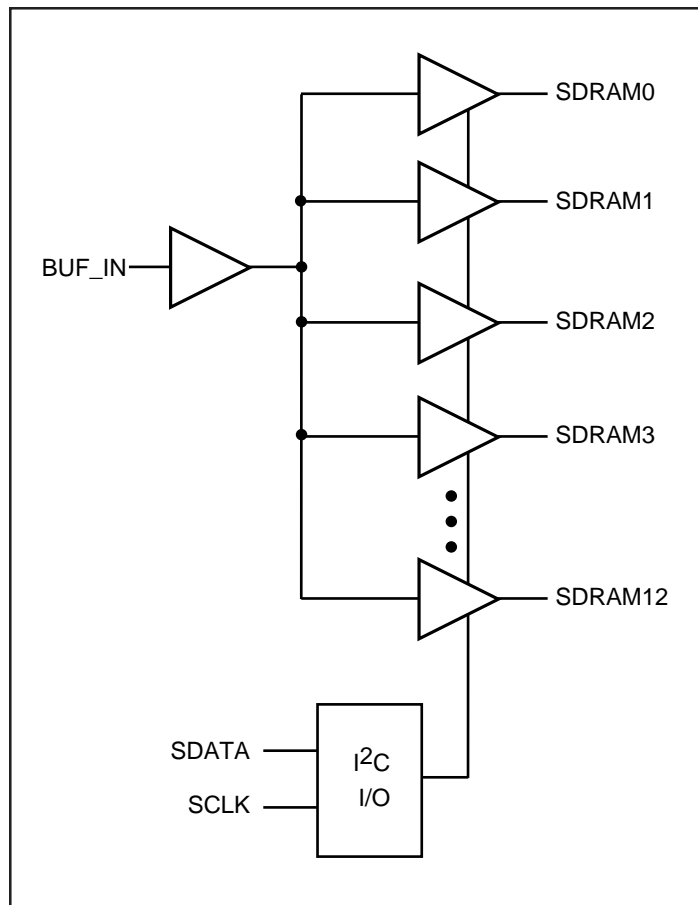 SDRAM0
SDRAM1
BUF_IN
SDRAM2
SDRAM3
SDRAM12
SDATA
SCLK
I2C
I/O